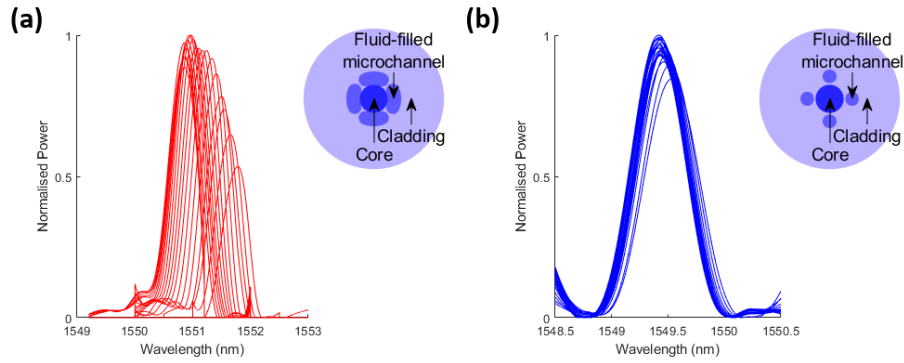 (a)
Fluid-filled
microchannel
Cladding
Core
Normalised Power
1
0.5
0
1549 1550 1551 1552 1553
Wavelength (nm)
(b)
Fluid-filled
microchannel
Cladding
Core
Normalised Power
1
0.5
0
1548.5 1549 1549.5 1550 1550.5
Wavelength (nm)